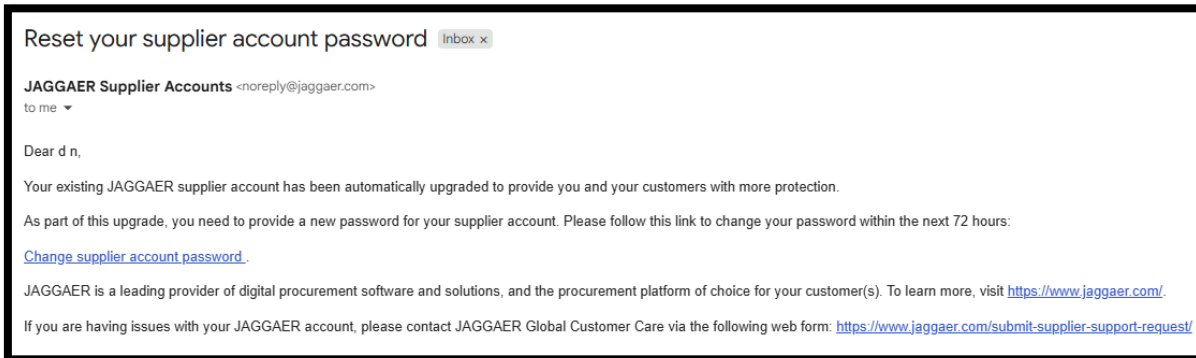 Reset your supplier account password Inbox ×
JAGGAER Supplier Accounts <noreply@jaggaer.com>
to me
Dear d n,
Your existing JAGGAER supplier account has been automatically upgraded to provide you and your customers with more protection.
As part of this upgrade, you need to provide a new password for your supplier account. Please follow this link to change your password within the next 72 hours:
Change supplier account password .
JAGGAER is a leading provider of digital procurement software and solutions, and the procurement platform of choice for your customer(s). To learn more, visit https://www.jaggaer.com/.
If you are having issues with your JAGGAER account, please contact JAGGAER Global Customer Care via the following web form: https://www.jaggaer.com/submit-supplier-support-request/